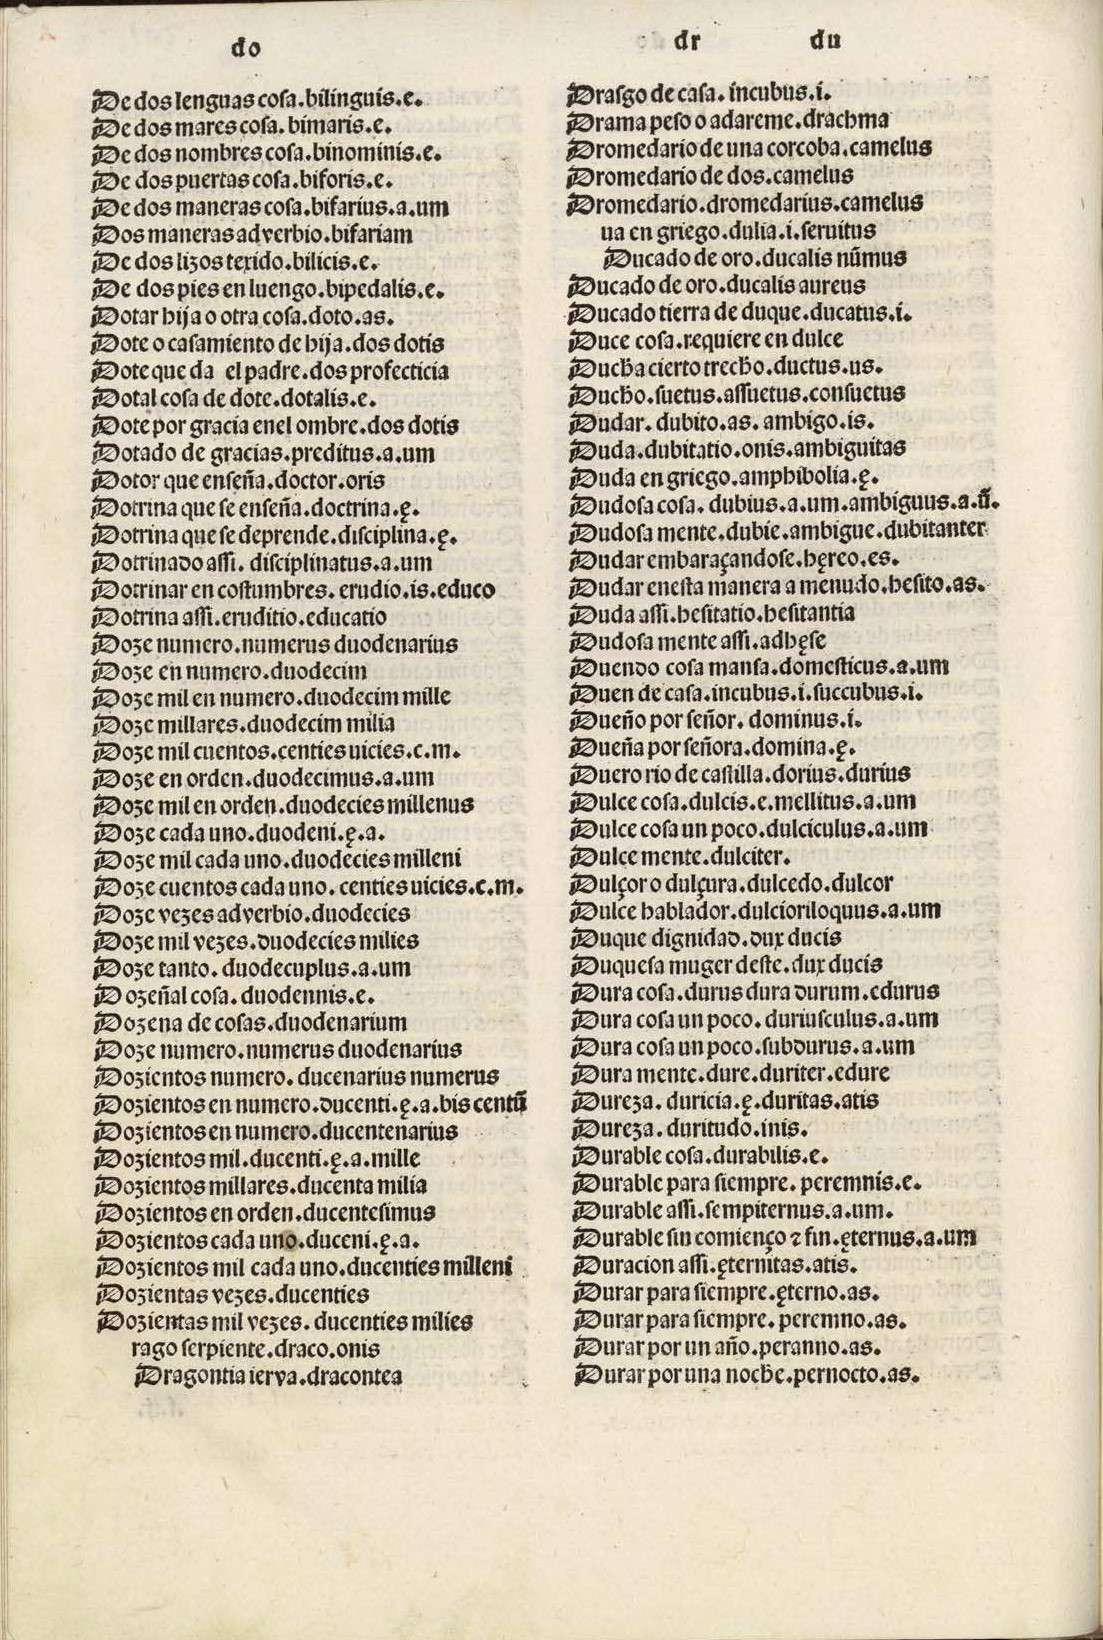 do
De dos lenguas cosa.bilinguis.e.
De dos mares cosa. bimaris.e.
De dos nombres cosa.binominis.e.
De dos puertas cosa.biforis.e.
De dos maneras cosa.bifarius.a.um
Dos maneras adverbio.bifariam
De dos lizos texido.bilicis.e.
De dos pies en luengo.bipedalis.e.
Dotar hija o otra cosa.doto.as.
Dote o casamiento de hija.dos dotis
Dote que da el padre.dos profecticia
Dotal cosa de dote.dotalis.e.
Dote por gracia enel ombre.dos dotis
Dotado de gracias.preditus.a.um
Dotor que enseña.doctor.oris
Dotrina que se enseña.doctrina.ę.
Dotrina que se deprende.disciplina.ę.
Dotrinado assi. disciplinatus.a.um
Dotrinar en costumbres. erudio.is.educo
Dotrina assi.eruditio.educatio
Doze numero.numerus duodenarius
Doze en numero.duodecim
Doze mil en numero.duodecim mille
Doze millares.duodecim milia
Doze mil cuentos.centies uicies.c.m.
Doze en orden.duodecimus.a.um
Doze mil en orden.duodecies millenus
Doze cada uno.duodeni.ę.a.
Doze mil cada uno.duodecies milleni
Doze cuentos cada uno. centies uicies.c.m.
Doze vezes adverbio.duodecies
Doze mil vezes.duodecies milies
Doze tanto. duodecuplus.a.um
Dozeñal cosa. duodennis.e.
Dozena de cosas.duodenarium
Doze numero.numerus duodenarius
Dozientos numero. ducenarius numerus
Dozientos en numero.ducenti.ę.a.bis centū
Dozientos en numero.ducentenarius
Dozientos mil.ducenti.ę.a.mille
Dozientos millares.ducenta milia
Dozientos en orden.ducentesimus
Dozientos cada uno.duceni.ę.a.
Dozientos mil cada uno.ducenties milleni
Dozientas vezes.ducenties
Dozientas mil vezes. ducenties milies
rago serpiente.draco.onis
Dragontia ierva.dracontea
dr du
Drasgo de casa. incubus.i.
Drama peso o adareme.drachma
Dromedario de una corcoba.camelus
Dromedario de dos.camelus
Dromedario.dromedarius.camelus
ua en griego.dulia.i.seruitus
Ducado de oro.ducalis nūmus
Ducado de oro.ducalis aureus
Ducado tierra de duque.ducatus.i.
Duce cosa.requiere en dulce
Ducha cierto trecho.ductus.us.
Ducho.suetus.assuetus.consuetus
Dudar. dubito.as. ambigo.is.
Duda.dubitatio.onis.ambiguitas
Duda en griego.amphibolia.ę.
Dudosa cosa. dubius.a.um.ambiguus.a.ū.
Dudosa mente.dubie.ambigue.dubitanter
Dudar embaraçandose.hęreo.es.
Dudar enesta manera a menudo.hesito.as.
Duda assi.hesitatio.hesitantia
Dudosa mente assi.adhęse
Duendo cosa mansa.domesticus.a.um
Duen de casa.incubus.i.succubus.i.
Dueño por señor. dominus.i.
Dueña por señora.domina.ę.
Duero rio de castilla.dorius.durius
Dulce cosa.dulcis.e.mellitus.a.um
Dulce cosa un poco.dulciculus.a.um
Dulce mente.dulciter.
Dulçor o dulçura.dulcedo.dulcor
Dulce hablador.dulcioriloquus.a.um
Duque dignidad.dux ducis
Duquesa muger deste.dux ducis
Dura cosa.durus dura durum.edurus
Dura cosa un poco. duriusculus.a.um
Dura cosa un poco.subdurus.a.um
Dura mente.dure.duriter.edure
Dureza. duricia.ę.duritas.atis
Dureza. duritudo.inis.
Durable cosa.durabilis.e.
Durable para siempre. peremnis.e.
Durable assi.sempiternus.a.um.
Durable sin comienço ⁊ fin.ęternus.a.um
Duracion assi.ęternitas.atis.
Durar para siempre.ęterno.as.
Durar para siempre. peremno.as.
Durar por un año.peranno.as.
Durar por una noche.pernocto.as.